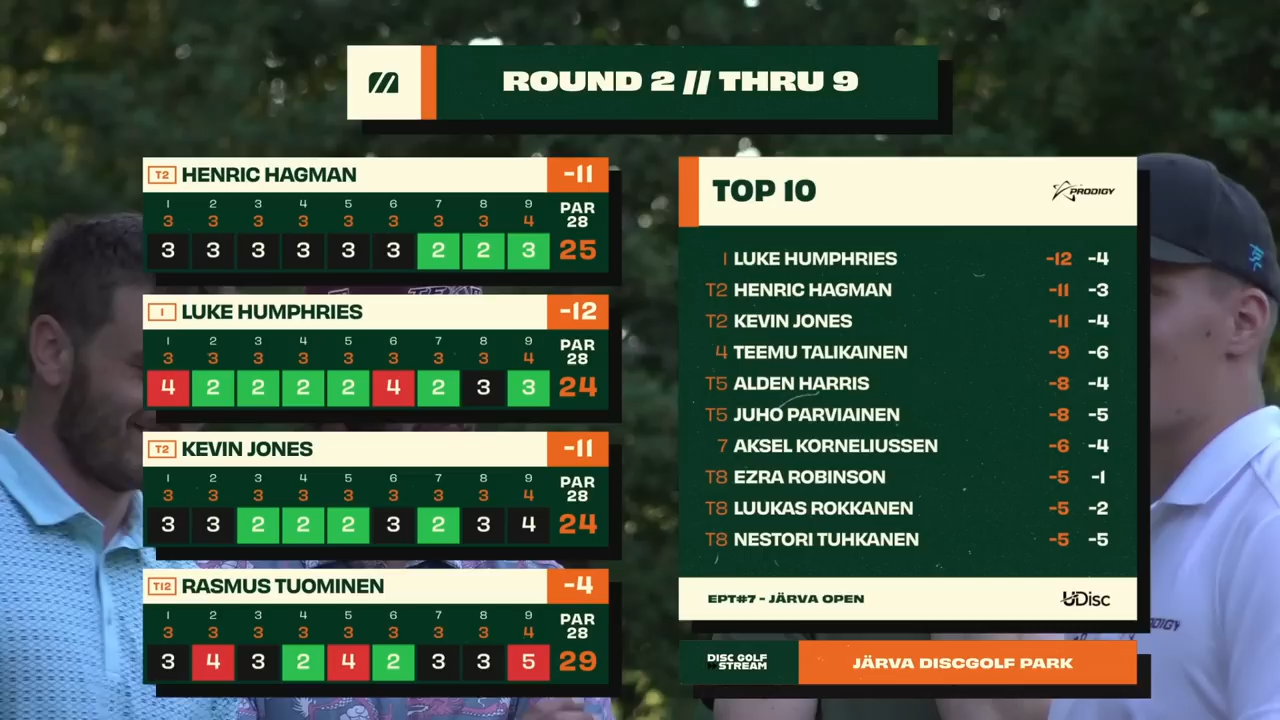 ROUND 2 // THRU 9
T2 HENRIC HAGMAN -11
1 2 3 4 5 6 7 8 9 PAR
3 3 3 3 3 3 3 3 4 28
3 3 3 3 3 3 2 2 3 25
1 LUKE HUMPHRIES -12
1 2 3 4 5 6 7 8 9 PAR
3 3 3 3 3 3 3 3 4 28
4 2 2 2 2 4 2 3 3 24
T2 KEVIN JONES -11
1 2 3 4 5 6 7 8 9 PAR
3 3 3 3 3 3 3 3 4 28
3 3 2 2 2 3 2 3 4 24
T12 RASMUS TUOMINEN -4
1 2 3 4 5 6 7 8 9 PAR
3 3 3 3 3 3 3 3 4 28
3 4 3 2 4 2 3 3 5 29
TOP 10 PRODIGY
1 LUKE HUMPHRIES -12 -4
T2 HENRIC HAGMAN -11 -3
T2 KEVIN JONES -11 -4
4 TEEMU TALIKAINEN -9 -6
T5 ALDEN HARRIS -8 -4
T5 JUHO PARVIAINEN -8 -5
7 AKSEL KORNELIUSSEN -6 -4
T8 EZRA ROBINSON -5 -1
T8 LUUKAS ROKKANEN -5 -2
T8 NESTORI TUHKANEN -5 -5
EPT#7 - JÄRVA OPEN UDisc
DISC GOLF
STREAM
JÄRVA DISCGOLF PARK